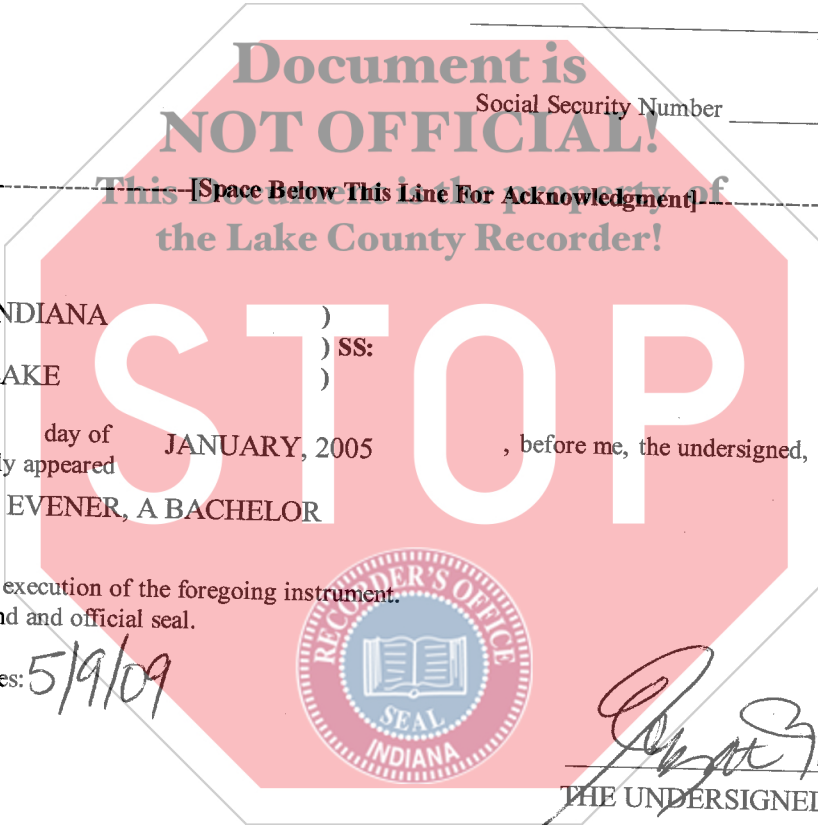 Document is
Social Security Number
NOT OFFICIAL!
[Space Below This Line For Acknowledgment]
This Document is the property of
the Lake County Recorder!
STOP
NDIANA )
) SS:
AKE )
day of JANUARY, 2005 , before me, the undersigned,
ly appeared
EVENER, A BACHELOR
execution of the foregoing instrument.
nd and official seal.
es: 5/9/09
RECORDER'S OFFICE
SEAL
INDIANA
THE UNDERSIGNED